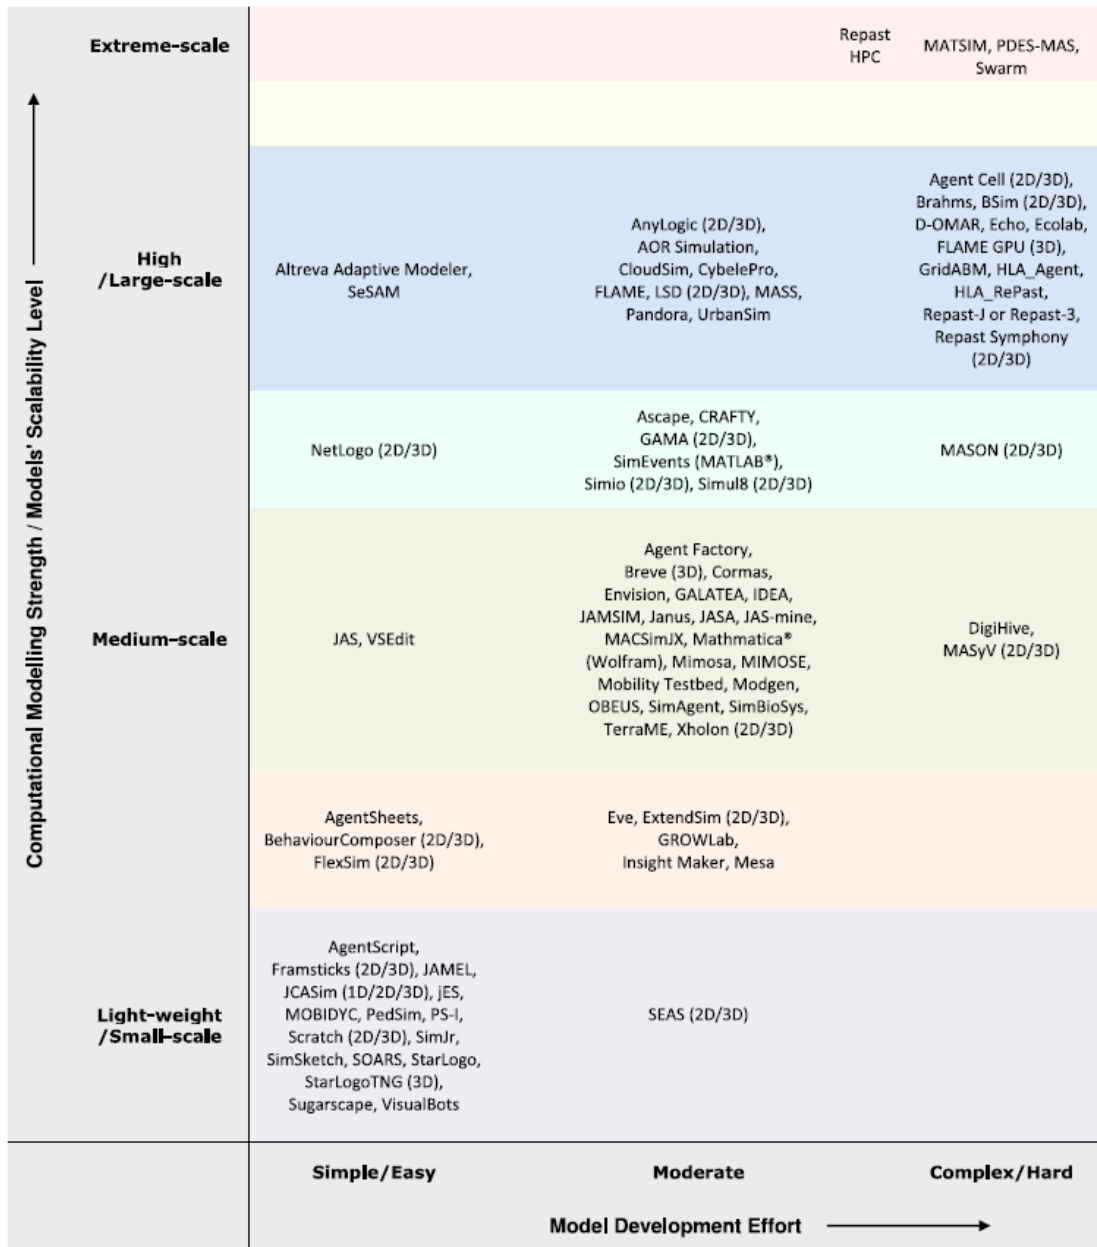 Computational Modelling Strength / Models' Scalability Level
Extreme-scale
Repast
HPC
MATSIM, PDES-MAS,
Swarm
High
/Large-scale
Altreva Adaptive Modeler,
SeSAM
AnyLogic (2D/3D),
AOR Simulation,
CloudSim, CybelePro,
FLAME, LSD (2D/3D), MASS,
Pandora, UrbanSim
Agent Cell (2D/3D),
Brahms, BSim (2D/3D),
D-OMAR, Echo, Ecolab,
FLAME GPU (3D),
GridABM, HLA_Agent,
HLA_RePast,
Repast-J or Repast-3,
Repast Symphony
(2D/3D)
NetLogo (2D/3D)
Ascape, CRAFTY,
GAMA (2D/3D),
SimEvents (MATLAB®),
Simio (2D/3D), Simul8 (2D/3D)
MASON (2D/3D)
Medium-scale
JAS, VSEdit
Agent Factory,
Breve (3D), Cormas,
Envision, GALATEA, IDEA,
JAMSIM, Janus, JASA, JAS-mine,
MACSimJX, Mathmatica®
(Wolfram), Mimosa, MIMOSE,
Mobility Testbed, Modgen,
OBEUS, SimAgent, SimBioSys,
TerraME, Xholon (2D/3D)
DigiHive,
MASyV (2D/3D)
AgentSheets,
BehaviourComposer (2D/3D),
FlexSim (2D/3D)
Eve, ExtendSim (2D/3D),
GROWLab,
Insight Maker, Mesa
Light-weight
/Small-scale
AgentScript,
Framsticks (2D/3D), JAMEL,
JCASim (1D/2D/3D), jES,
MOBIDYC, PedSim, PS-I,
Scratch (2D/3D), SimJr,
SimSketch, SOARS, StarLogo,
StarLogoTNG (3D),
Sugarscape, VisualBots
SEAS (2D/3D)
Simple/Easy
Moderate
Complex/Hard
Model Development Effort